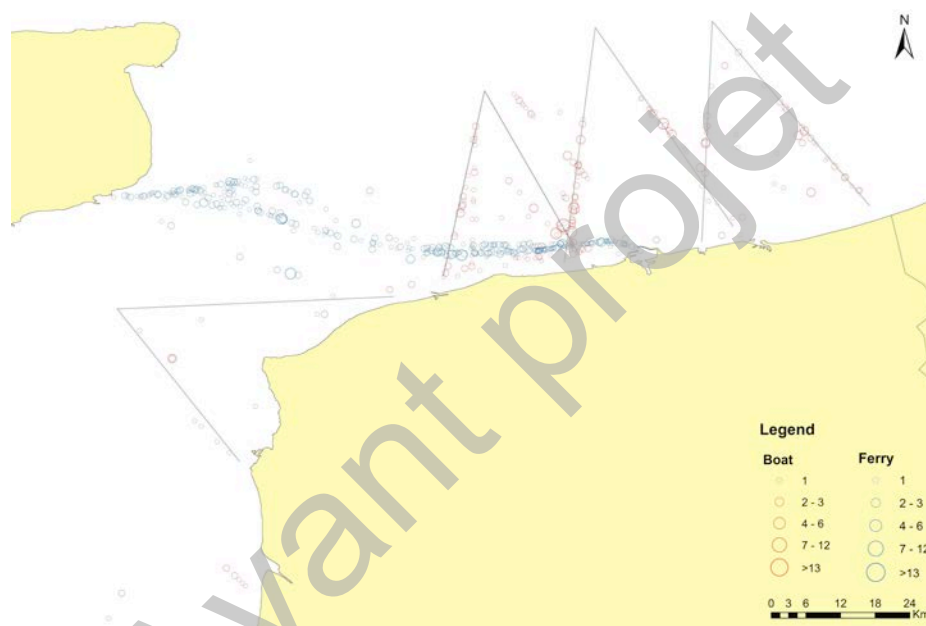 N
Legend
Boat Ferry
1 1
2 - 3 2 - 3
4 - 6 4 - 6
7 - 12 7 - 12
>13 >13
0 3 6 12 18 24
Km
avant projet